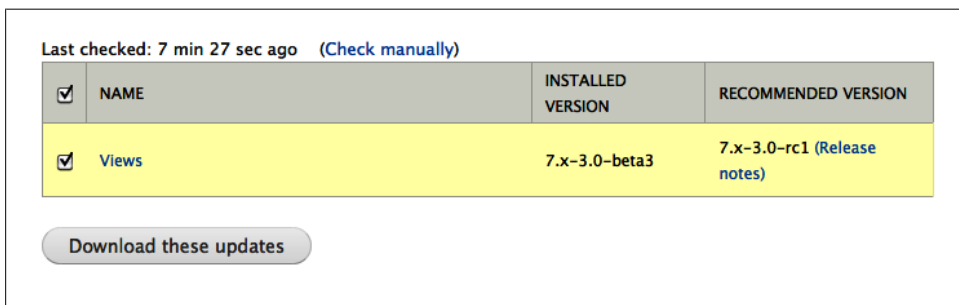 Last checked: 7 min 27 sec ago (Check manually)
NAME
INSTALLED
VERSION
RECOMMENDED VERSION
Views
7.x-3.0-beta3
7.x-3.0-rc1 (Release
notes)
Download these updates